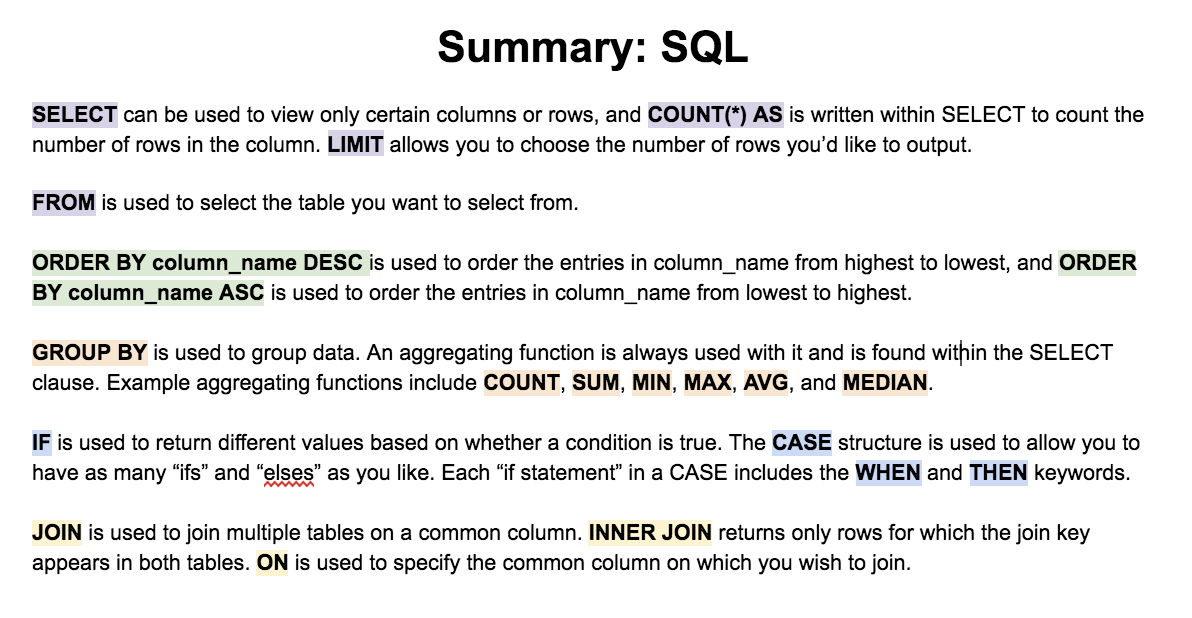 Summary: SQL
SELECT can be used to view only certain columns or rows, and COUNT(*) AS is written within SELECT to count the
number of rows in the column. LIMIT allows you to choose the number of rows you’d like to output.
FROM is used to select the table you want to select from.
ORDER BY column_name DESC is used to order the entries in column_name from highest to lowest, and ORDER
BY column_name ASC is used to order the entries in column_name from lowest to highest.
GROUP BY is used to group data. An aggregating function is always used with it and is found within the SELECT
clause. Example aggregating functions include COUNT, SUM, MIN, MAX, AVG, and MEDIAN.
IF is used to return different values based on whether a condition is true. The CASE structure is used to allow you to
have as many “ifs” and “elses” as you like. Each “if statement” in a CASE includes the WHEN and THEN keywords.
JOIN is used to join multiple tables on a common column. INNER JOIN returns only rows for which the join key
appears in both tables. ON is used to specify the common column on which you wish to join.